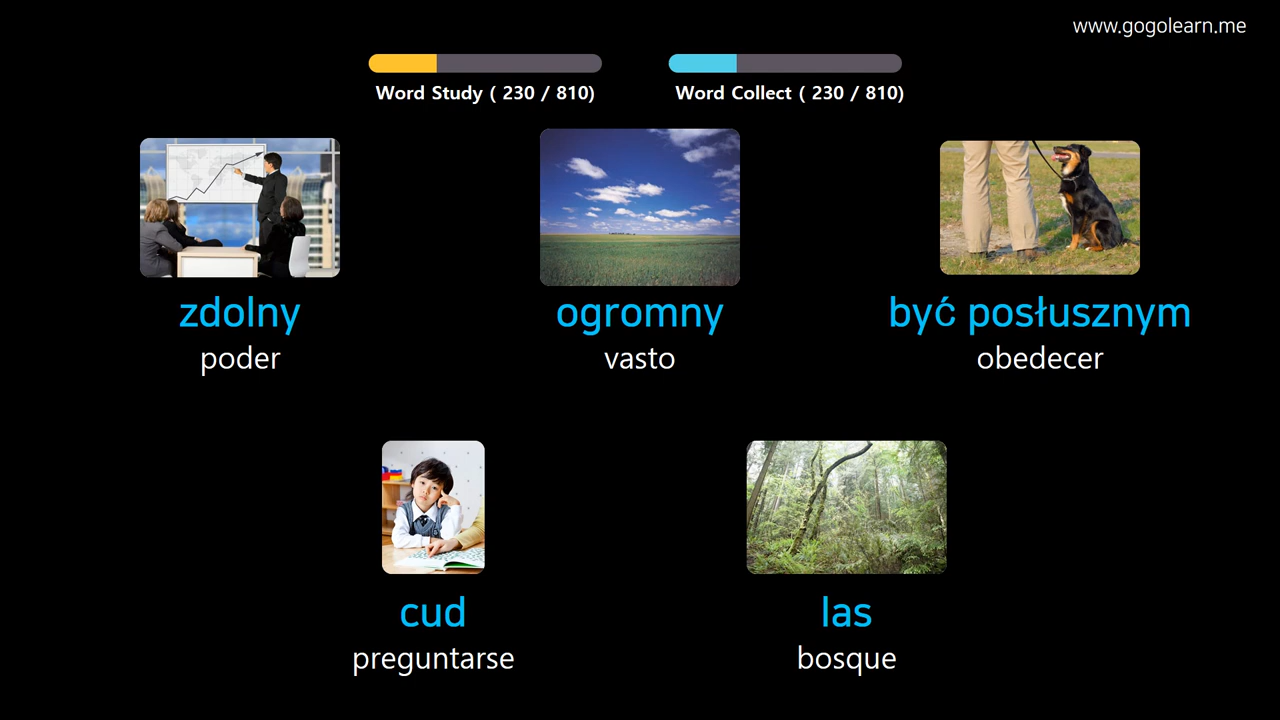 www.gogolearn.me
Word Study ( 230 / 810)
Word Collect ( 230 / 810)
zdolny
poder
ogromny
vasto
być posłusznym
obedecer
cud
preguntarse
las
bosque